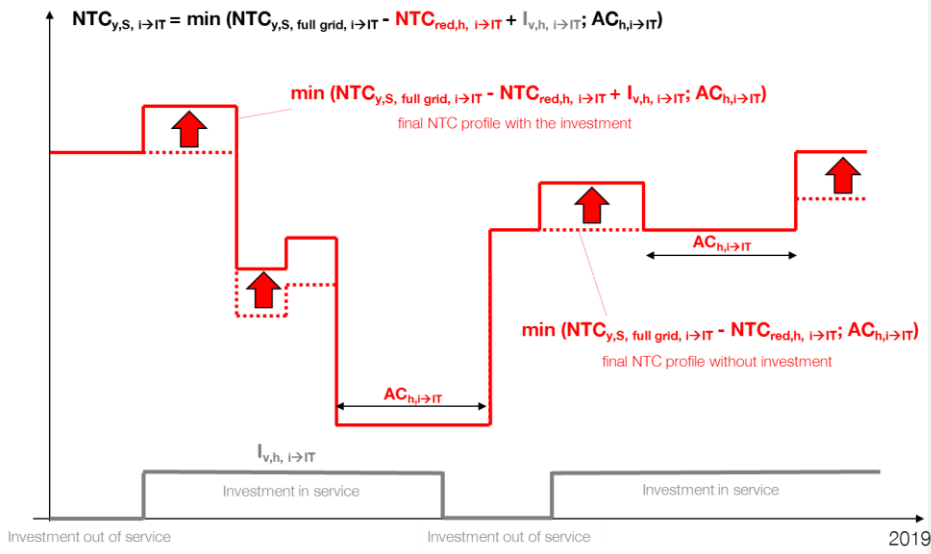 NTCy,S, i→IT = min (NTCy,S, full grid, i→IT - NTCred,h, i→IT + Iv,h, i→IT; ACh,i→IT)
min (NTCy,S, full grid, i→IT - NTCred,h, i→IT + Iv,h, i→IT; ACh,i→IT)
final NTC profile with the investment
ACh,i→IT
min (NTCy,S, full grid, i→IT - NTCred,h, i→IT; ACh,i→IT)
final NTC profile without investment
ACh,i→IT
Iv,h, i→IT
Investment in service
Investment in service
Investment out of service
Investment out of service
2019